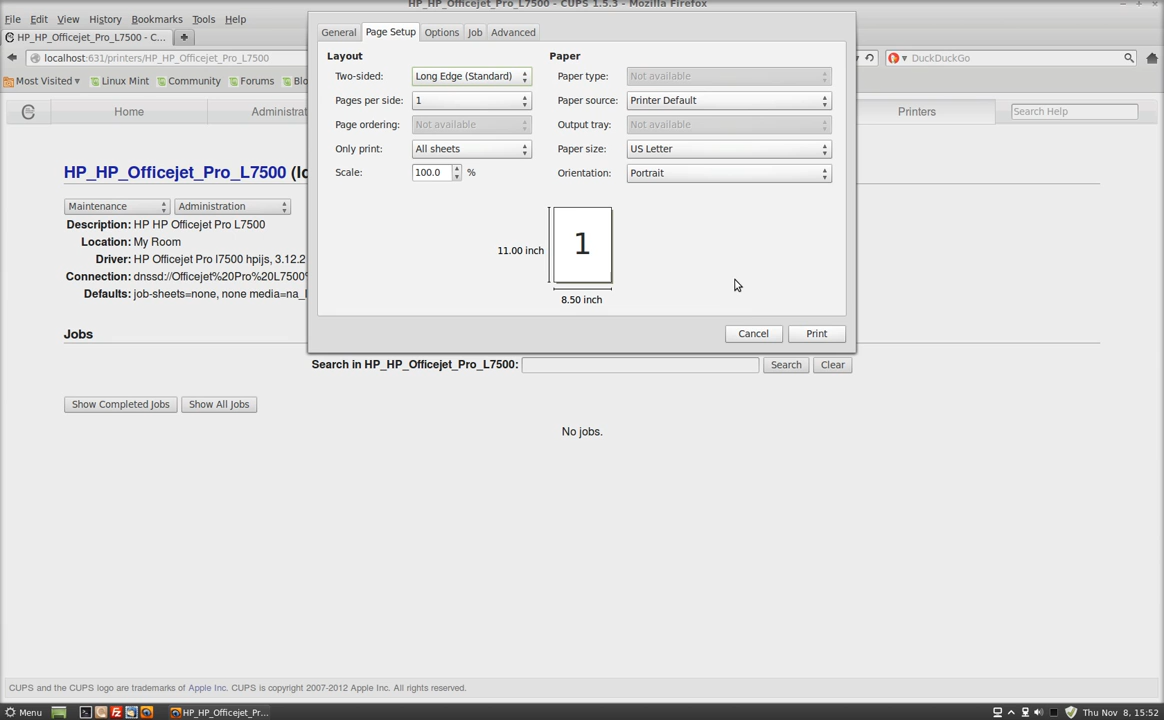 HP_HP_Officejet_Pro_L7500 - CUPS 1.5.3 - Mozilla Firefox
File Edit View History Bookmarks Tools Help
HP_HP_Officejet_Pro_L7500 - C...
localhost:631/printers/HP_HP_Officejet_Pro_L7500
DuckDuckGo
Most Visited Linux Mint Community Forums Blo
Home Administrat Printers Search Help
General Page Setup Options Job Advanced
Layout Paper
Two-sided: Long Edge (Standard) Paper type: Not available
Pages per side: 1 Paper source: Printer Default
Page ordering: Not available Output tray: Not available
Only print: All sheets Paper size: US Letter
Scale: 100.0 % Orientation: Portrait
1
11.00 inch
8.50 inch
Cancel Print
HP_HP_Officejet_Pro_L7500 (Id
Maintenance Administration
Description: HP HP Officejet Pro L7500
Location: My Room
Driver: HP Officejet Pro l7500 hpijs, 3.12.2
Connection: dnssd://Officejet%20Pro%20L7500%
Defaults: job-sheets=none, none media=na_l
Jobs
Search in HP_HP_Officejet_Pro_L7500: Search Clear
Show Completed Jobs Show All Jobs
No jobs.
CUPS and the CUPS logo are trademarks of Apple Inc. CUPS is copyright 2007-2012 Apple Inc. All rights reserved.
Menu HP_HP_Officejet_Pr... Thu Nov 8, 15:52